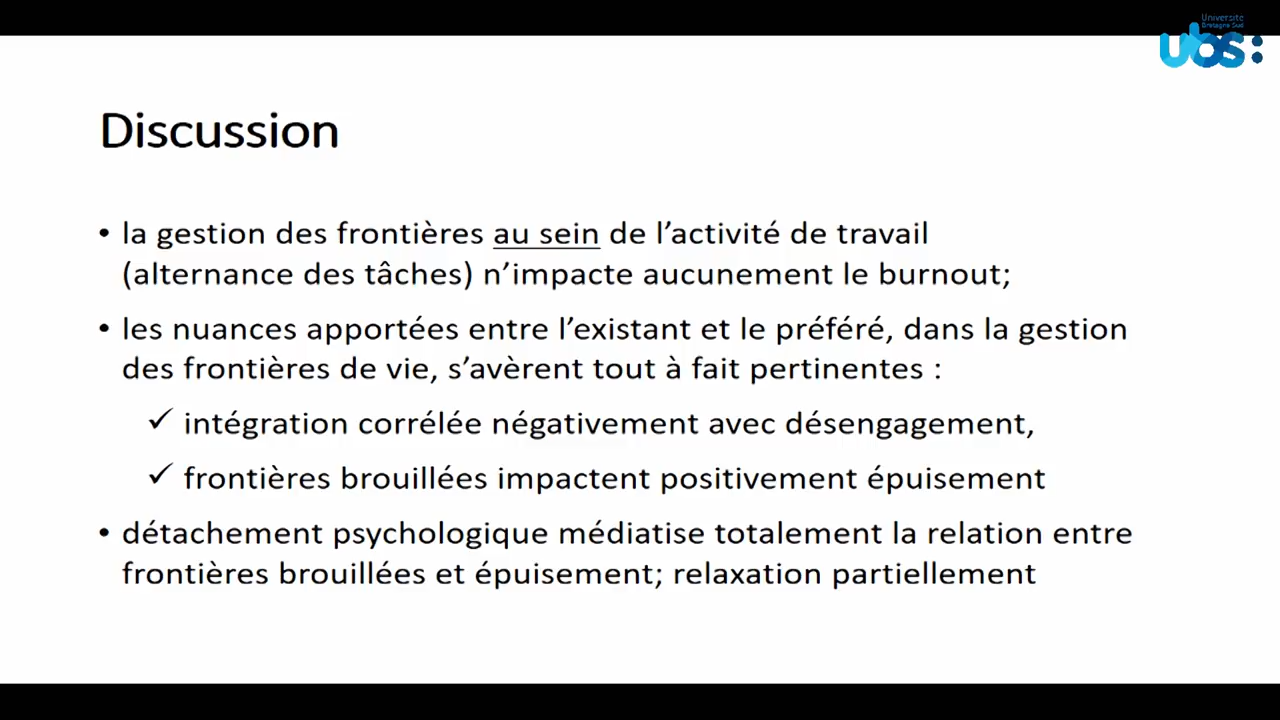 Université
Bretagne Sud
ubs:
Discussion
• la gestion des frontières au sein de l’activité de travail
(alternance des tâches) n’impacte aucunement le burnout;
• les nuances apportées entre l’existant et le préféré, dans la gestion
des frontières de vie, s’avèrent tout à fait pertinentes :
✓ intégration corrélée négativement avec désengagement,
✓ frontières brouillées impactent positivement épuisement
• détachement psychologique médiatise totalement la relation entre
frontières brouillées et épuisement; relaxation partiellement